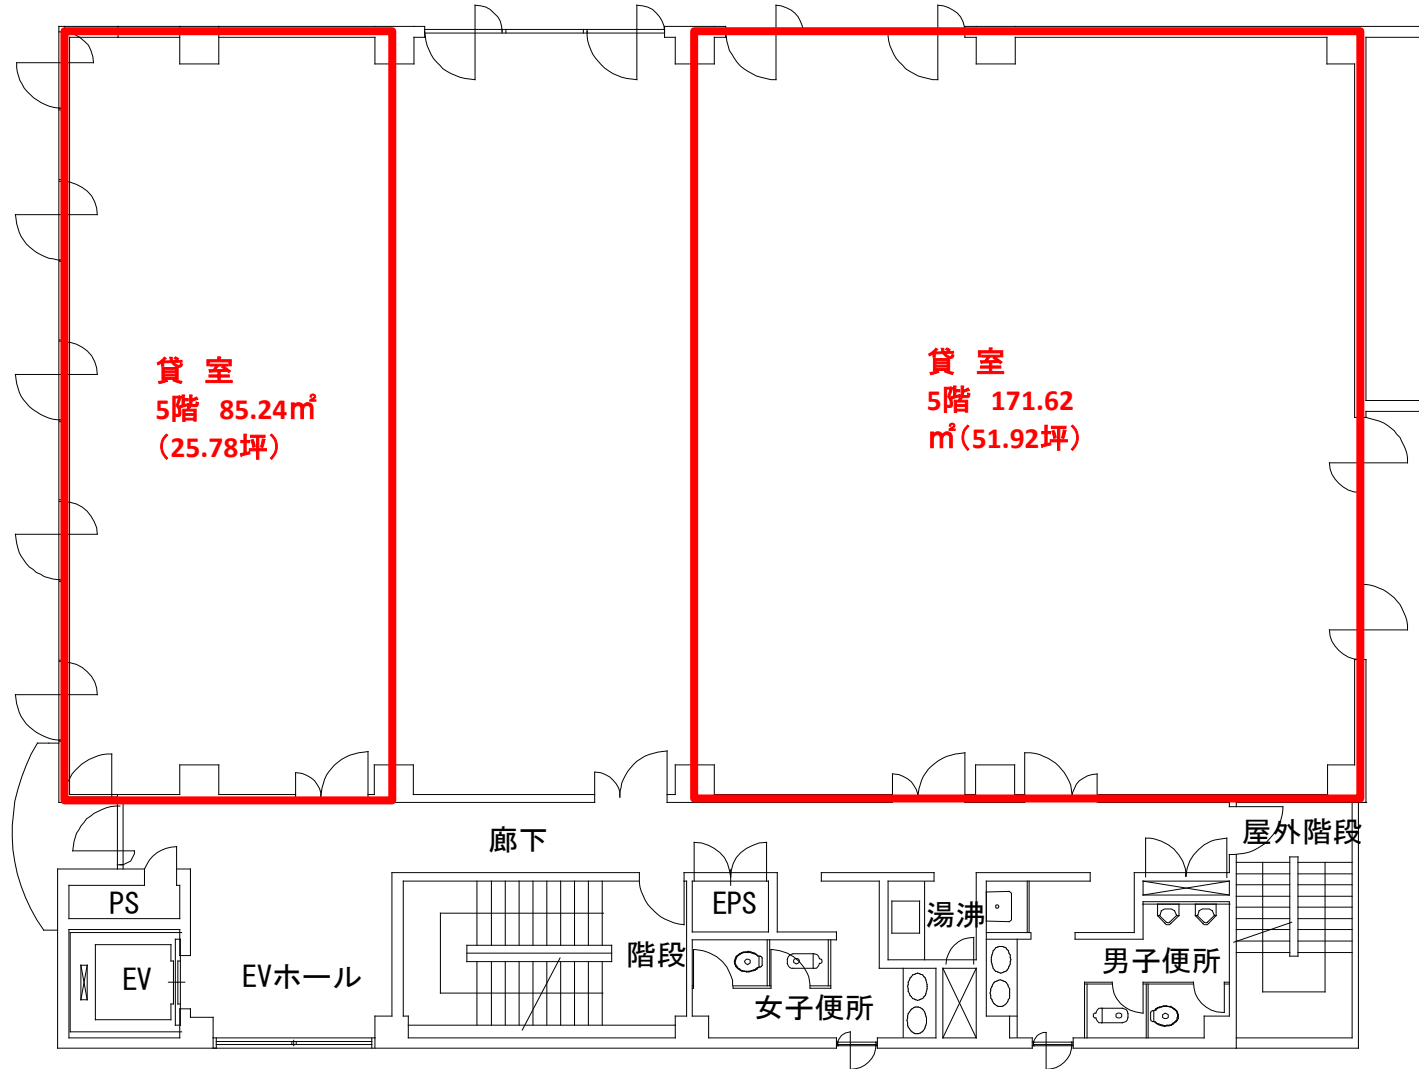 貸 室
5階 85.24㎡
（25.78坪）
貸 室
5階 171.62
㎡（51.92坪）
廊下
屋外階段
PS
EPS
湯沸
階段
EV
EVホール
男子便所
女子便所